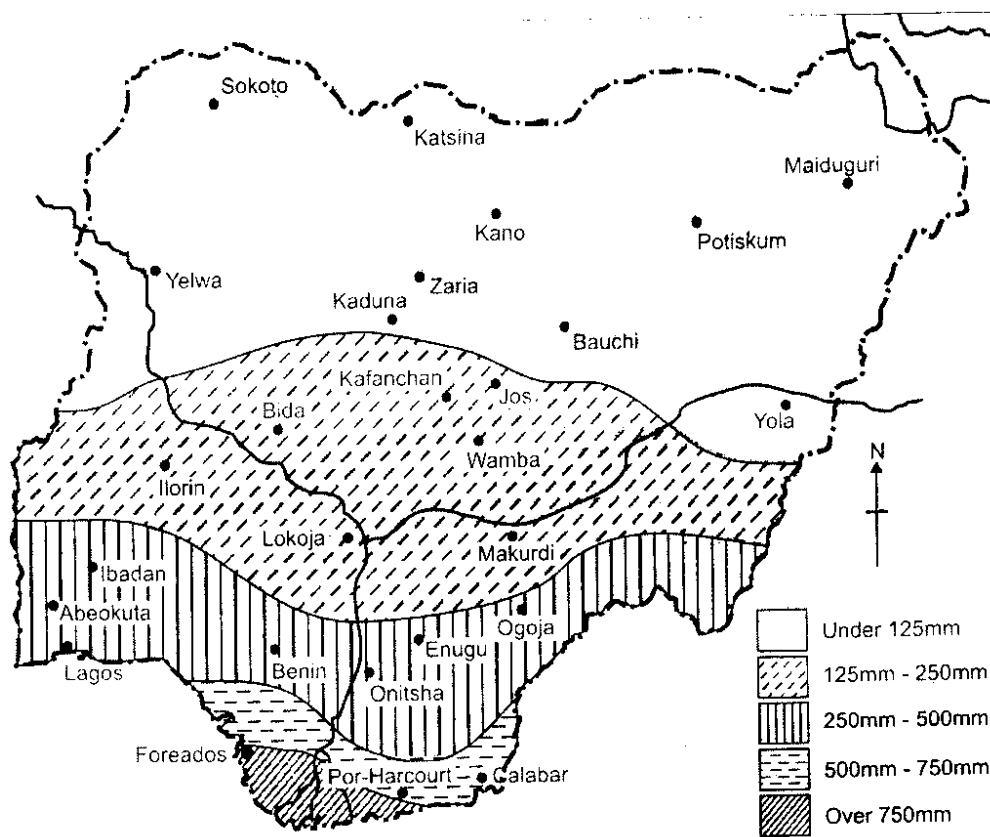 Sokoto
Katsina
Maiduguri
Kano
Potiskum
Yelwa
Zaria
Kaduna
Bauchi
Kafanchan
Jos
Bida
Yola
Wamba
N
Ilorin
Lokoja
Makurdi
Ibadan
Abeokuta
Ogoja
Enugu
Lagos
Benin
Onitsha
Foreados
Por-Harcourt
Calabar
Under 125mm
125mm - 250mm
250mm - 500mm
500mm - 750mm
Over 750mm